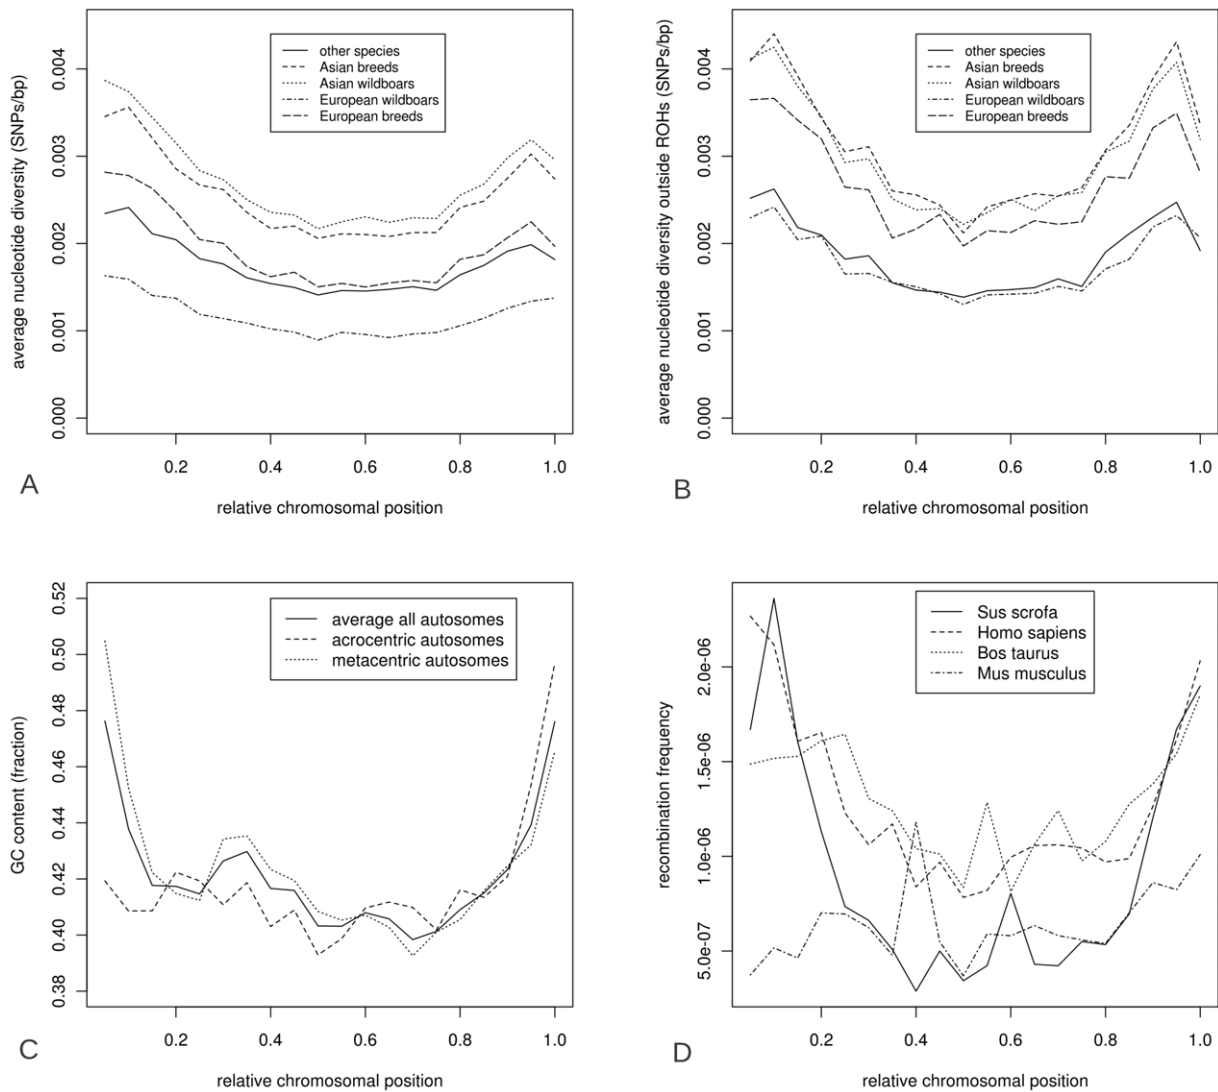 average nucleotide diversity (SNPs/bp)
0.004
0.003
0.002
0.001
0.000
other species
Asian breeds
Asian wildboars
European wildboars
European breeds
0.2 0.4 0.6 0.8 1.0
relative chromosomal position
A
average nucleotide diversity outside ROHs (SNPs/bp)
0.004
0.003
0.002
0.001
0.000
other species
Asian breeds
Asian wildboars
European wildboars
European breeds
0.2 0.4 0.6 0.8 1.0
relative chromosomal position
B
GC content (fraction)
0.52
0.50
0.48
0.46
0.44
0.42
0.40
0.38
average all autosomes
acrocentric autosomes
metacentric autosomes
0.2 0.4 0.6 0.8 1.0
relative chromosomal position
C
recombination frequency
2.0e-06
1.5e-06
1.0e-06
5.0e-07
Sus scrofa
Homo sapiens
Bos taurus
Mus musculus
0.2 0.4 0.6 0.8 1.0
relative chromosomal position
D